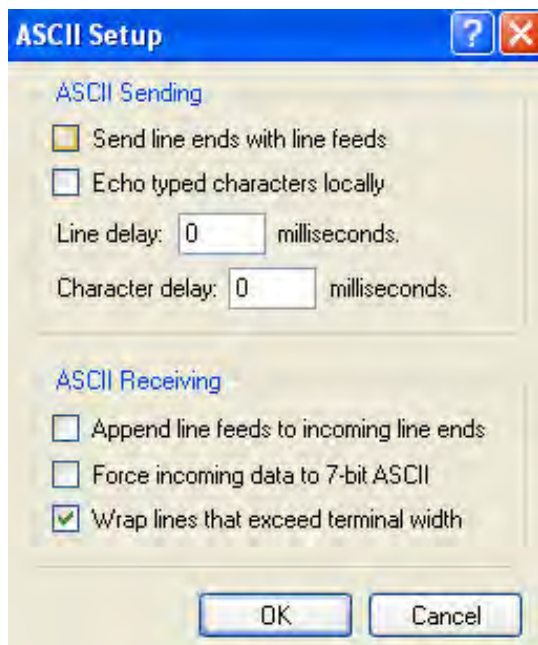 ASCII Setup
ASCII Sending
Send line ends with line feeds
Echo typed characters locally
Line delay: 0 milliseconds.
Character delay: 0 milliseconds.
ASCII Receiving
Append line feeds to incoming line ends
Force incoming data to 7-bit ASCII
Wrap lines that exceed terminal width
OK Cancel